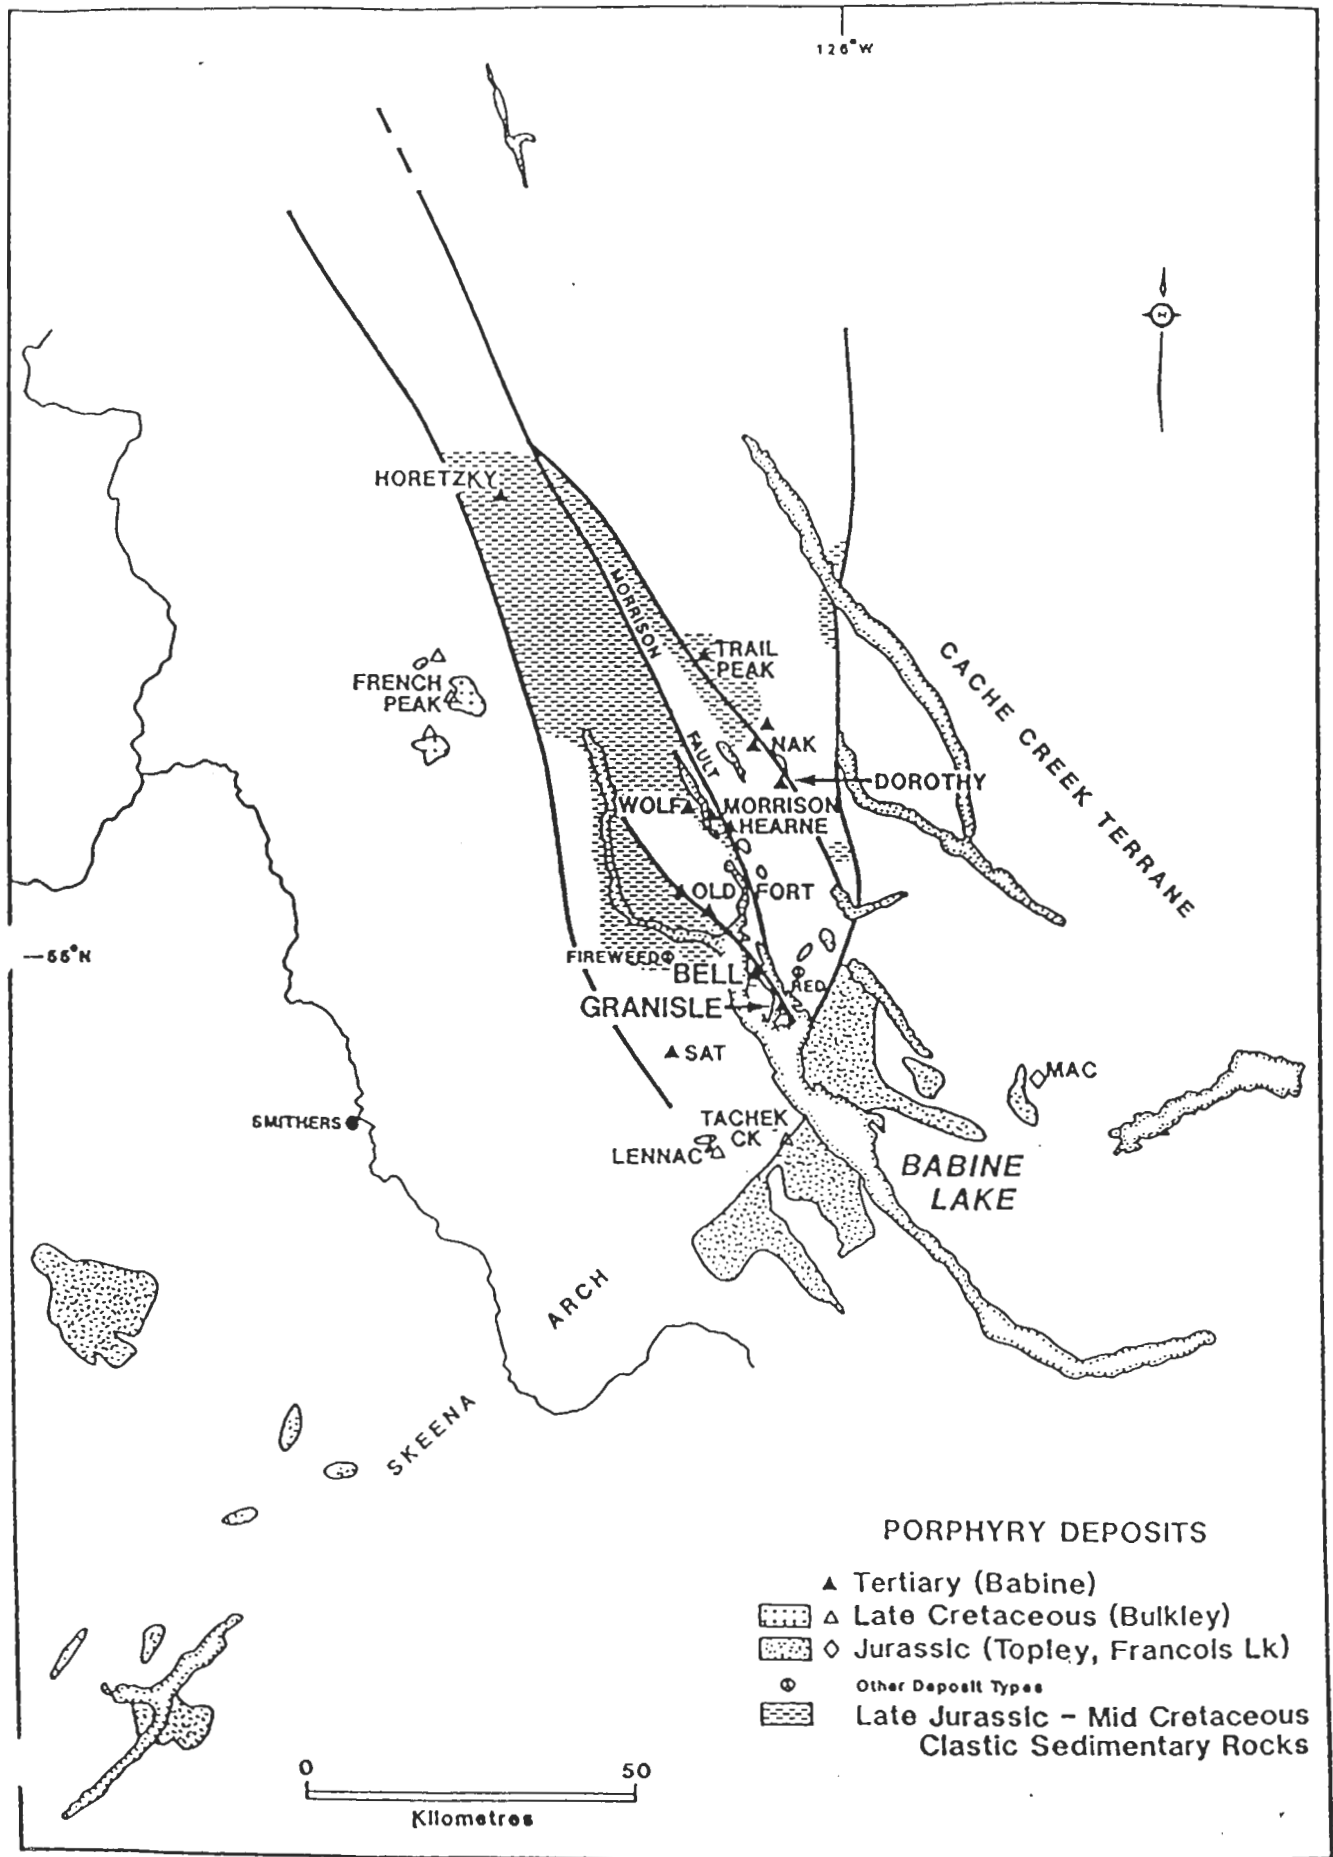 126°W
HORETZKY
MORRISON
TRAIL
PEAK
CACHE CREEK TERRANE
FRENCH
PEAK
FAULT
NAK
DOROTHY
WOLF
MORRISON
HEARNE
OLD FORT
—55°N
FIREWEED
BELL
RED
GRANISLE
SAT
MAC
SMITHERS
TACHEK
CK
LENNAC
BABINE
LAKE
SKEENA ARCH
PORPHYRY DEPOSITS
Tertiary (Babine)
Late Cretaceous (Bulkley)
Jurassic (Topley, Francois Lk)
Other Deposit Types
Late Jurassic – Mid Cretaceous
Clastic Sedimentary Rocks
0 50
Kilometres